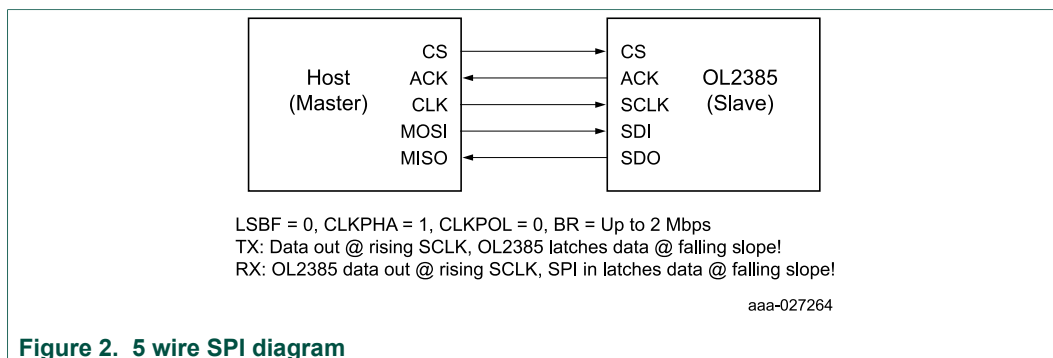 CS
ACK
CLK
MOSI
MISO
Host
(Master)
CS
ACK
SCLK
SDI
SDO
OL2385
(Slave)
LSBF = 0, CLKPHA = 1, CLKPOL = 0, BR = Up to 2 Mbps
TX: Data out @ rising SCLK, OL2385 latches data @ falling slope!
RX: OL2385 data out @ rising SCLK, SPI in latches data @ falling slope!
aaa-027264
Figure 2. 5 wire SPI diagram